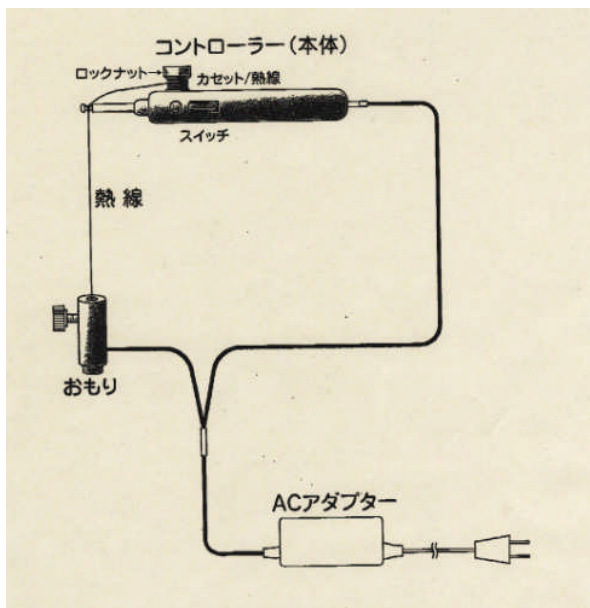 コントローラー(本体)
ロックナット→
カセット/熱線
スイッチ
熱線
おもり
ACアダプター